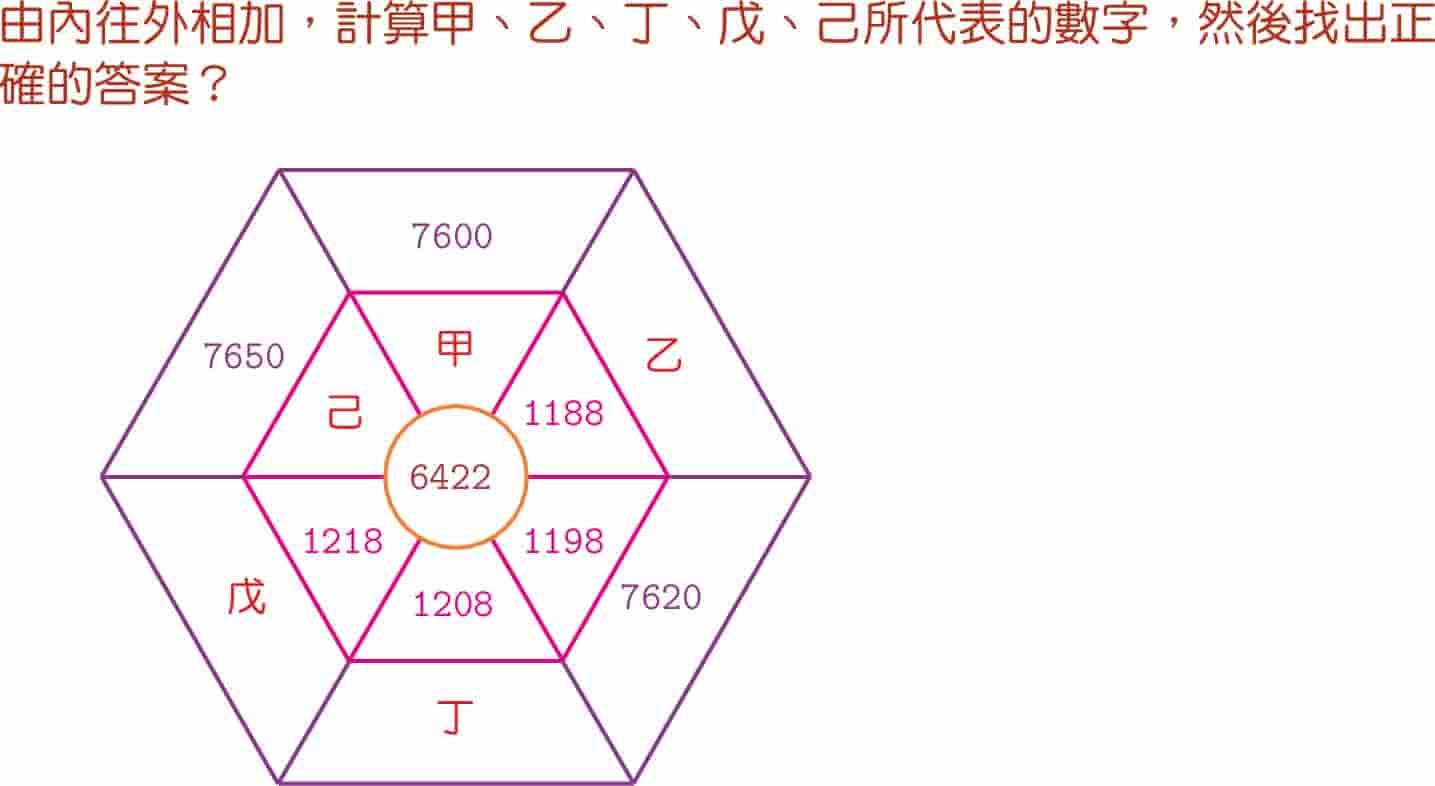 由內往外相加，計算甲、乙、丁、戊、己所代表的數字，然後找出正
確的答案？
7600
甲
乙
7650
己
1188
6422
1218
1198
戊
1208
7620
丁